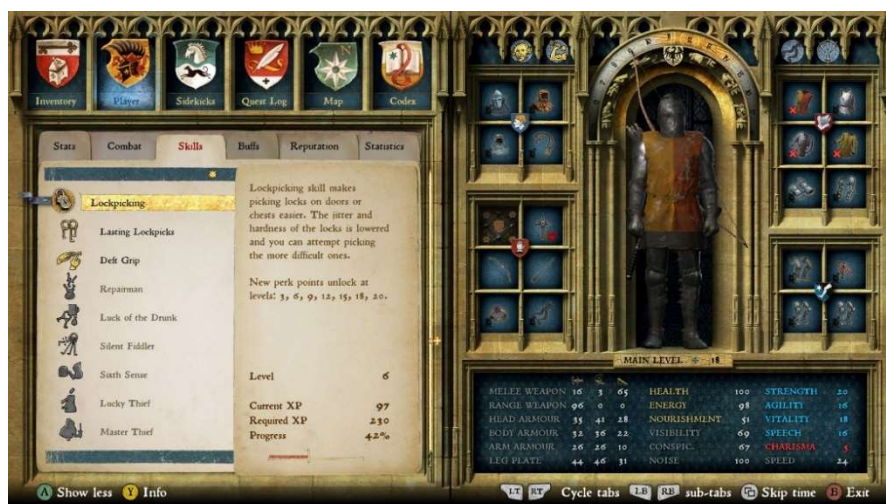 Inventory
Player
Sidekicks
Quest Log
Map
Codex
Stats
Combat
Skills
Buffs
Reputation
Statistics
Lockpicking
Lasting Lockpicks
Deft Grip
Repairman
Luck of the Drunk
Silent Fiddler
Sixth Sense
Lucky Thief
Master Thief
Lockpicking skill makes
picking locks on doors or
chests easier. The jitter and
hardness of the locks is lowered
and you can attempt picking
the more difficult ones.
New perk points unlock at
levels: 3, 6, 9, 12, 15, 18, 20.
Level 6
Current XP 97
Required XP 230
Progress 42%
N
MAIN LEVEL 18
MELEE WEAPON 16 3 65 HEALTH 100 STRENGTH 20
RANGE WEAPON 96 0 0 ENERGY 98 AGILITY 16
HEAD ARMOUR 35 41 28 NOURISHMENT 51 VITALITY 18
BODY ARMOUR 32 36 22 VISIBILITY 69 SPEECH 16
ARM ARMOUR 26 26 10 CONSPIC. 67 CHARISMA 5
LEG PLATE 44 46 31 NOISE 100 SPEED 24
A Show less Y Info LT RT Cycle tabs LB RB sub-tabs Skip time B Exit